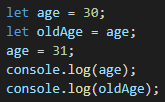 let age = 30;
let oldAge = age;
age = 31;
console.log(age);
console.log(oldAge);